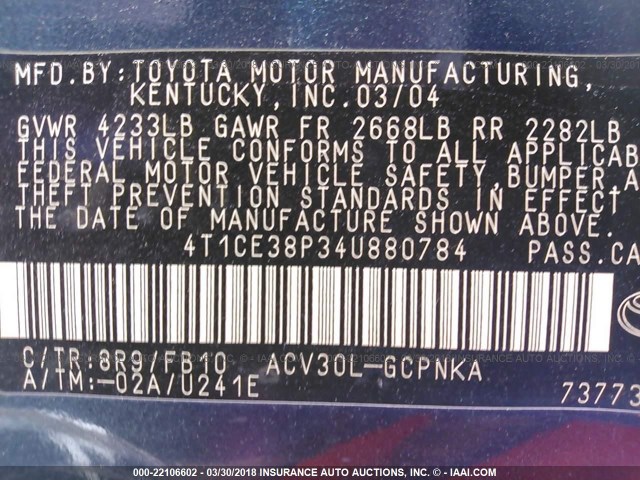 MFD.BY:TOYOTA MOTOR MANUFACTURING,
KENTUCKY,INC.03/04
GVWR 4233LB GAWR FR 2668LB RR 2282LB
THIS VEHICLE CONFORMS TO ALL APPLICAB
FEDERAL MOTOR VEHICLE SAFETY,BUMPER,A
THEFT PREVENTION STANDARDS IN EFFECT
THE DATE OF MANUFACTURE SHOWN ABOVE.
4T1CE38P34U880784 PASS.CA
C/TR:8R9/FB10 ACV30L-GCPNKA
A/TM:-02A/U241E 73773
000-22106602 - 03/30/2018 INSURANCE AUTO AUCTIONS, INC. - © IAAI.COM